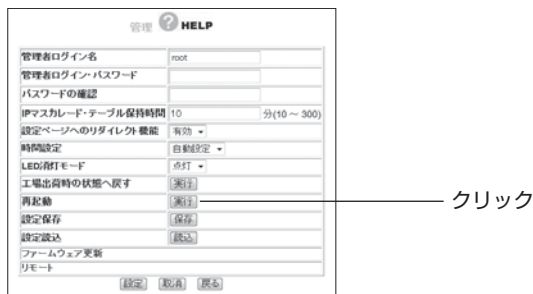 管理 ? HELP
管理者ログイン名 root
管理者ログイン・パスワード
パスワードの確認
IPマスカレード・テーブル保持時間 10 分(10 ~ 300)
設定ページへのリダイレクト機能 有効
時間設定 自動設定
LED消灯モード 点灯
工場出荷時の状態へ戻す 実行
再起動 実行 クリック
設定保存 保存
設定読込 読込
ファームウェア更新
リモート
設定 取消 戻る